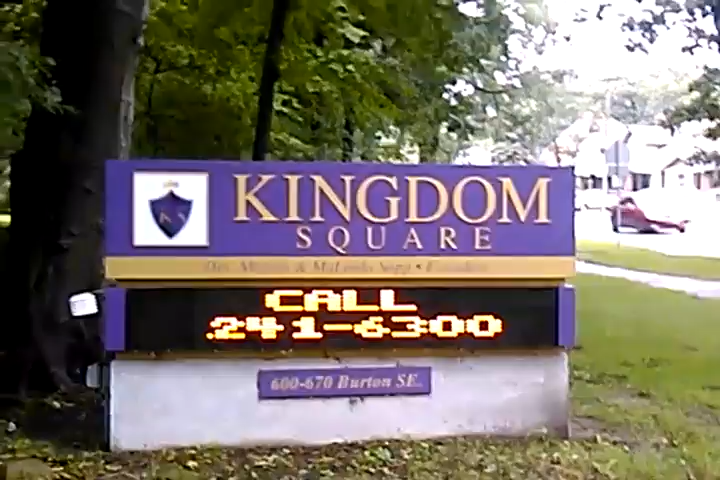 KINGDOM
SQUARE
CALL
241-6300
600-670 Burton SE.